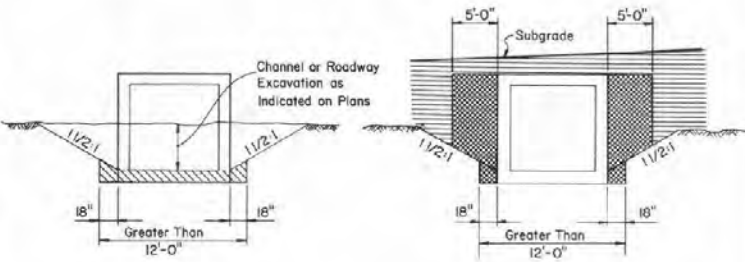 5'-0"
5'-0"
Subgrade
Channel or Roadway
Excavation as
Indicated on Plans
1 1/2:1
1 1/2:1
1 1/2:1
1 1/2:1
18"
18"
Greater Than
12'-0"
18"
18"
Greater Than
12'-0"